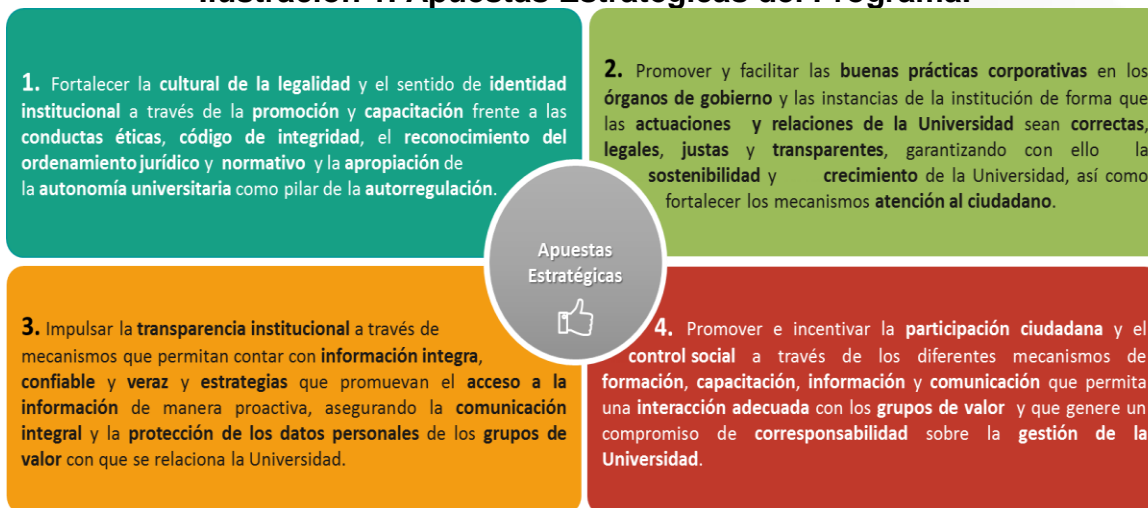 Ilustración 1. Apuestas Estratégicas del Programa.
1. Fortalecer la cultural de la legalidad y el sentido de identidad
institucional a través de la promoción y capacitación frente a las
conductas éticas, código de integridad, el reconocimiento del
ordenamiento jurídico y normativo y la apropiación de
la autonomía universitaria como pilar de la autorregulación.
2. Promover y facilitar las buenas prácticas corporativas en los
órganos de gobierno y las instancias de la institución de forma que
las actuaciones y relaciones de la Universidad sean correctas,
legales, justas y transparentes, garantizando con ello la
sostenibilidad y crecimiento de la Universidad, así como
fortalecer los mecanismos atención al ciudadano.
Apuestas
Estratégicas
3. Impulsar la transparencia institucional a través de
mecanismos que permitan contar con información integra,
confiable y veraz y estrategias que promuevan el acceso a la
información de manera proactiva, asegurando la comunicación
integral y la protección de los datos personales de los grupos de
valor con que se relaciona la Universidad.
4. Promover e incentivar la participación ciudadana y el
control social a través de los diferentes mecanismos de
formación, capacitación, información y comunicación que permita
una interacción adecuada con los grupos de valor y que genere un
compromiso de corresponsabilidad sobre la gestión de la
Universidad.